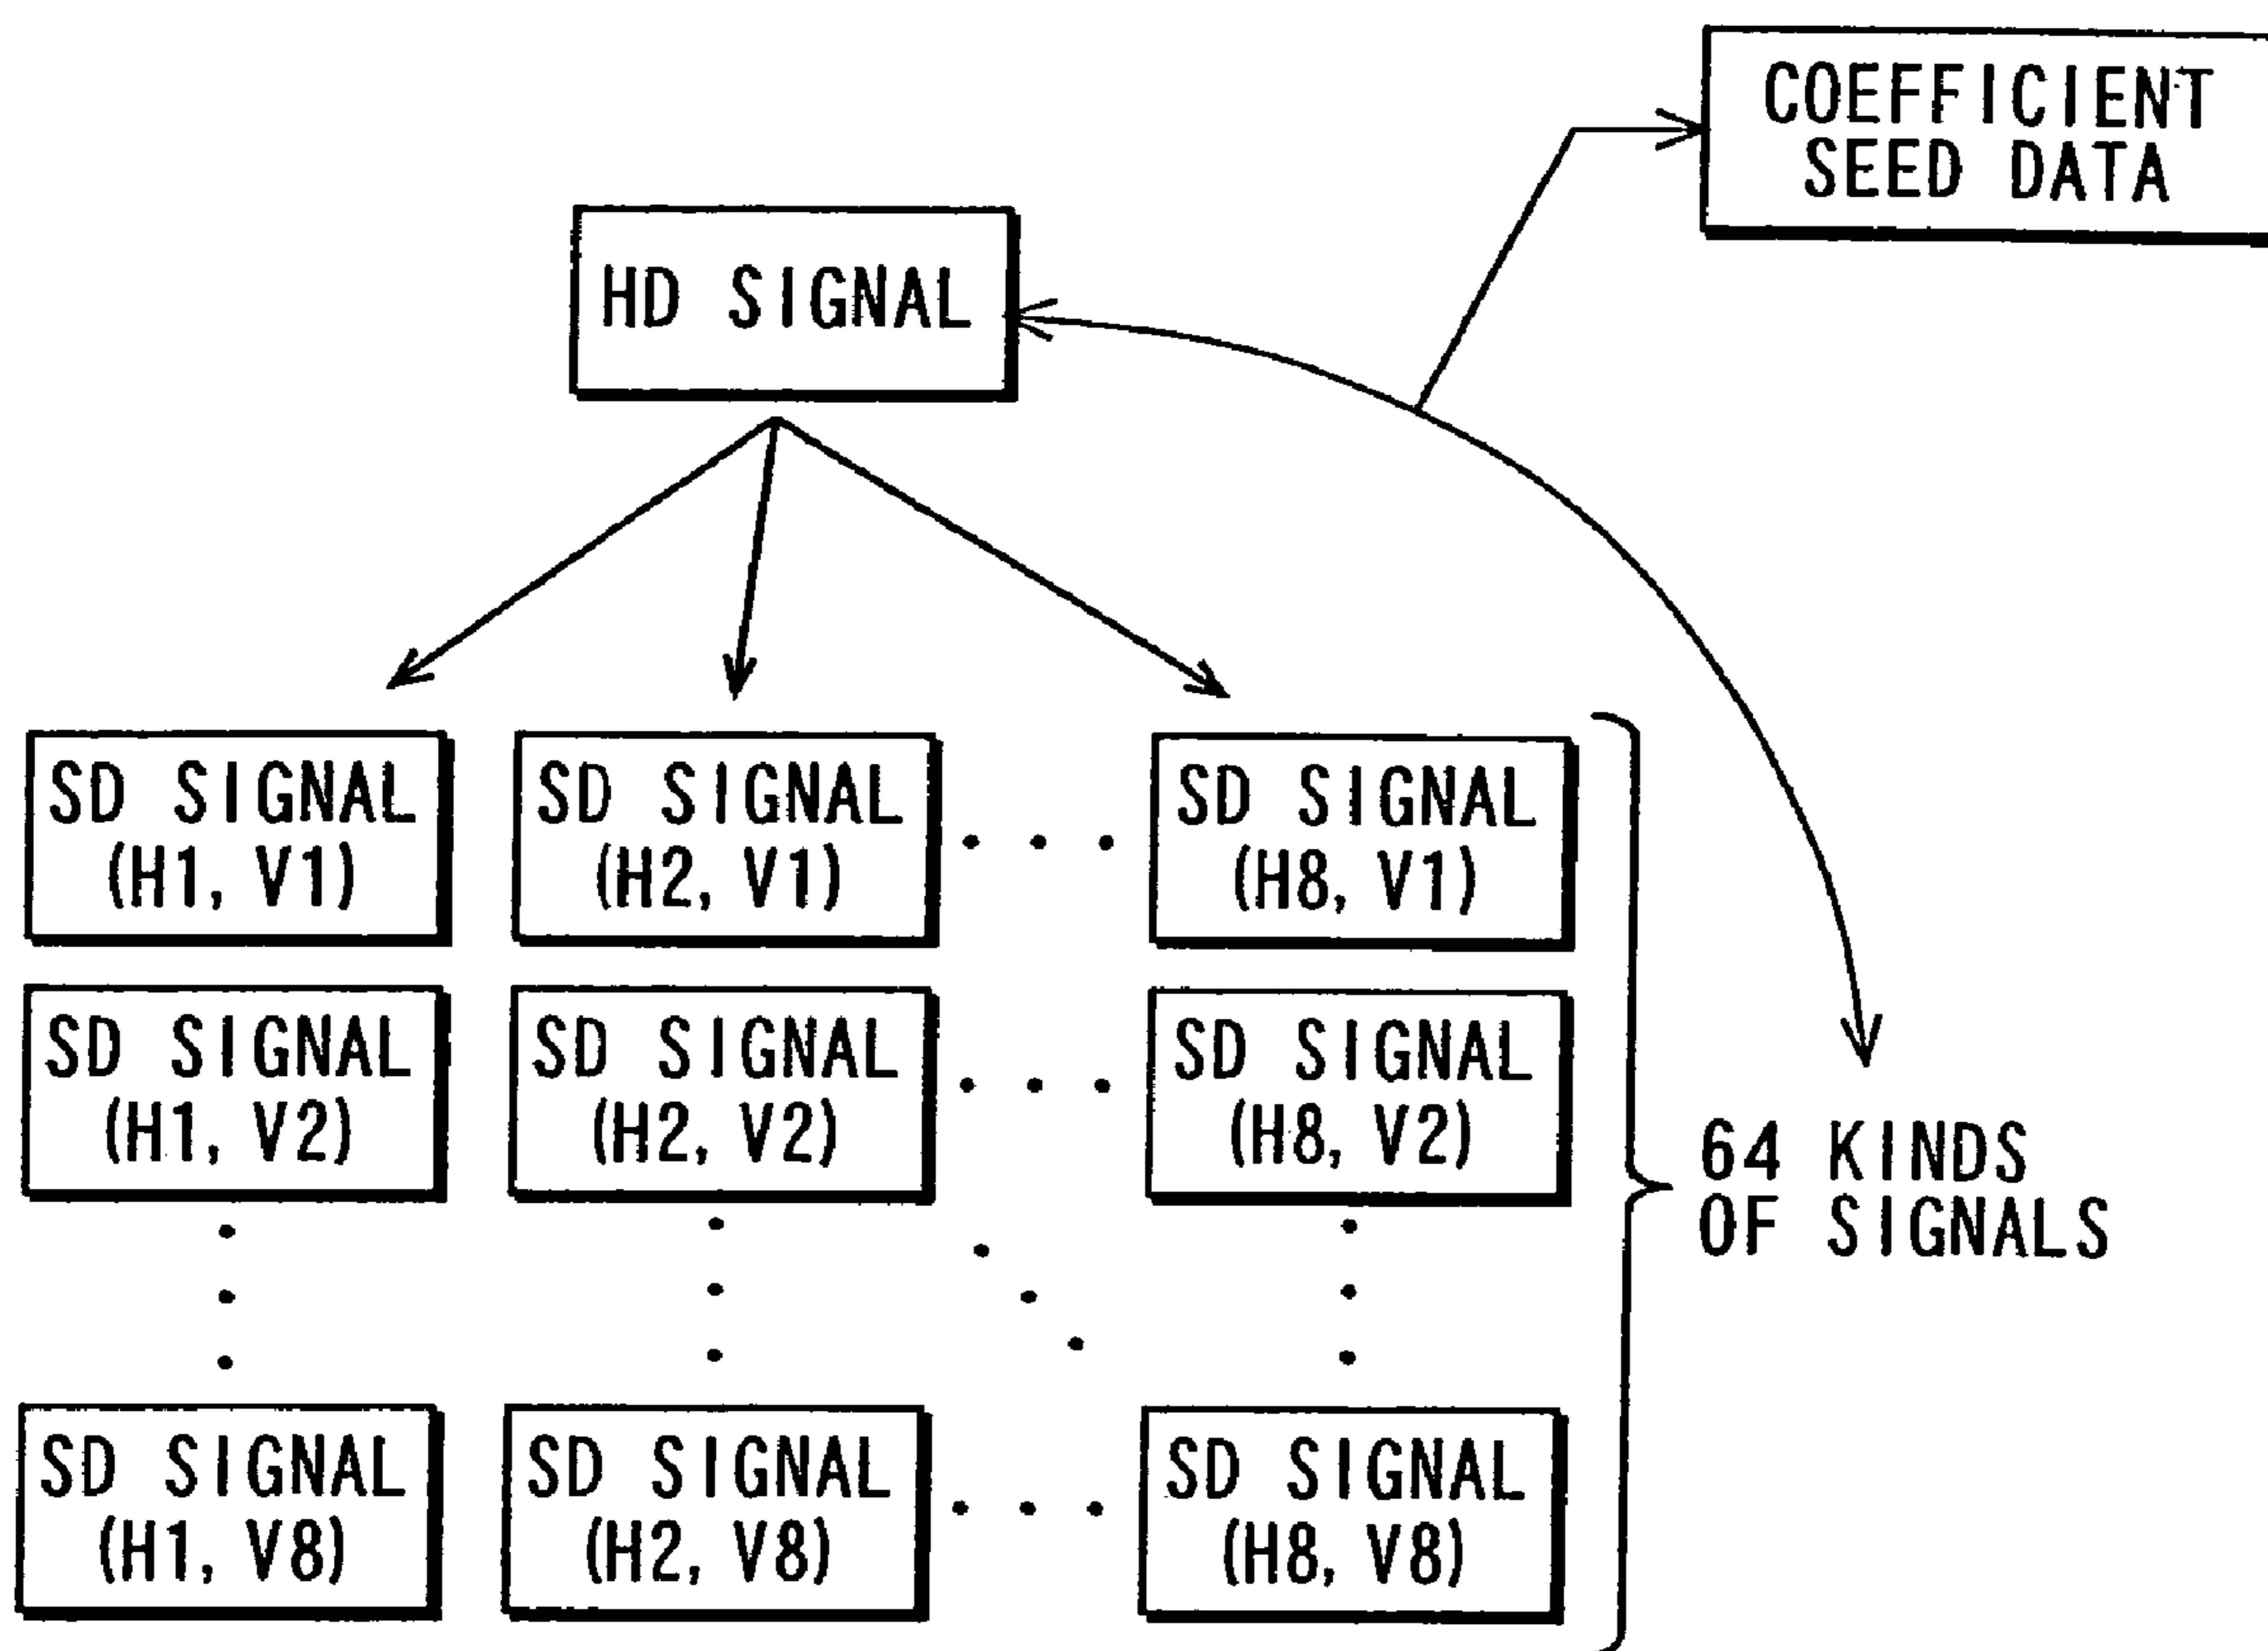 COEFFICIENT
SEED DATA
HD SIGNAL
SD SIGNAL
(H1, V1)
SD SIGNAL
(H2, V1)
SD SIGNAL
(H8, V1)
SD SIGNAL
(H1, V2)
SD SIGNAL
(H2, V2)
SD SIGNAL
(H8, V2)
64 KINDS
OF SIGNALS
SD SIGNAL
(H1, V8)
SD SIGNAL
(H2, V8)
SD SIGNAL
(H8, V8)